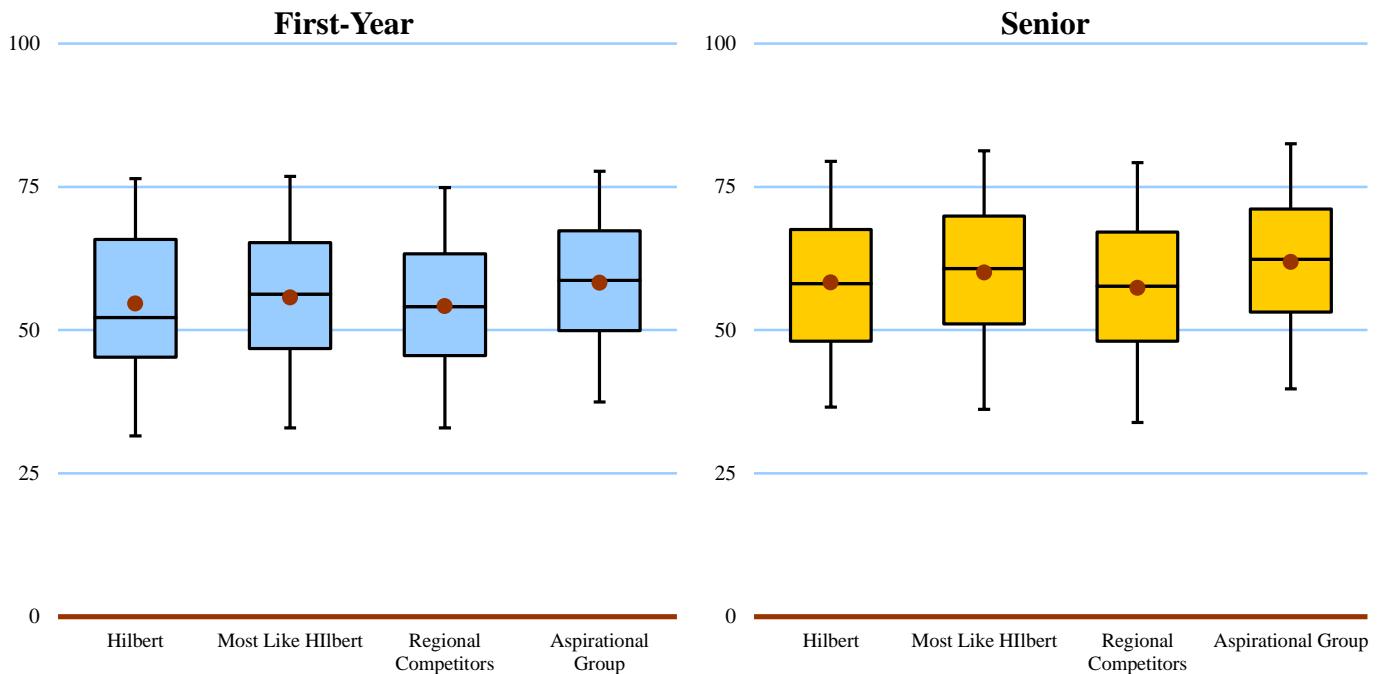 First-Year
100
75
50
25
0
Hilbert
Most Like HIlbert
Regional
Competitors
Aspirational
Group
Senior
100
75
50
25
0
Hilbert
Most Like HIlbert
Regional
Competitors
Aspirational Group